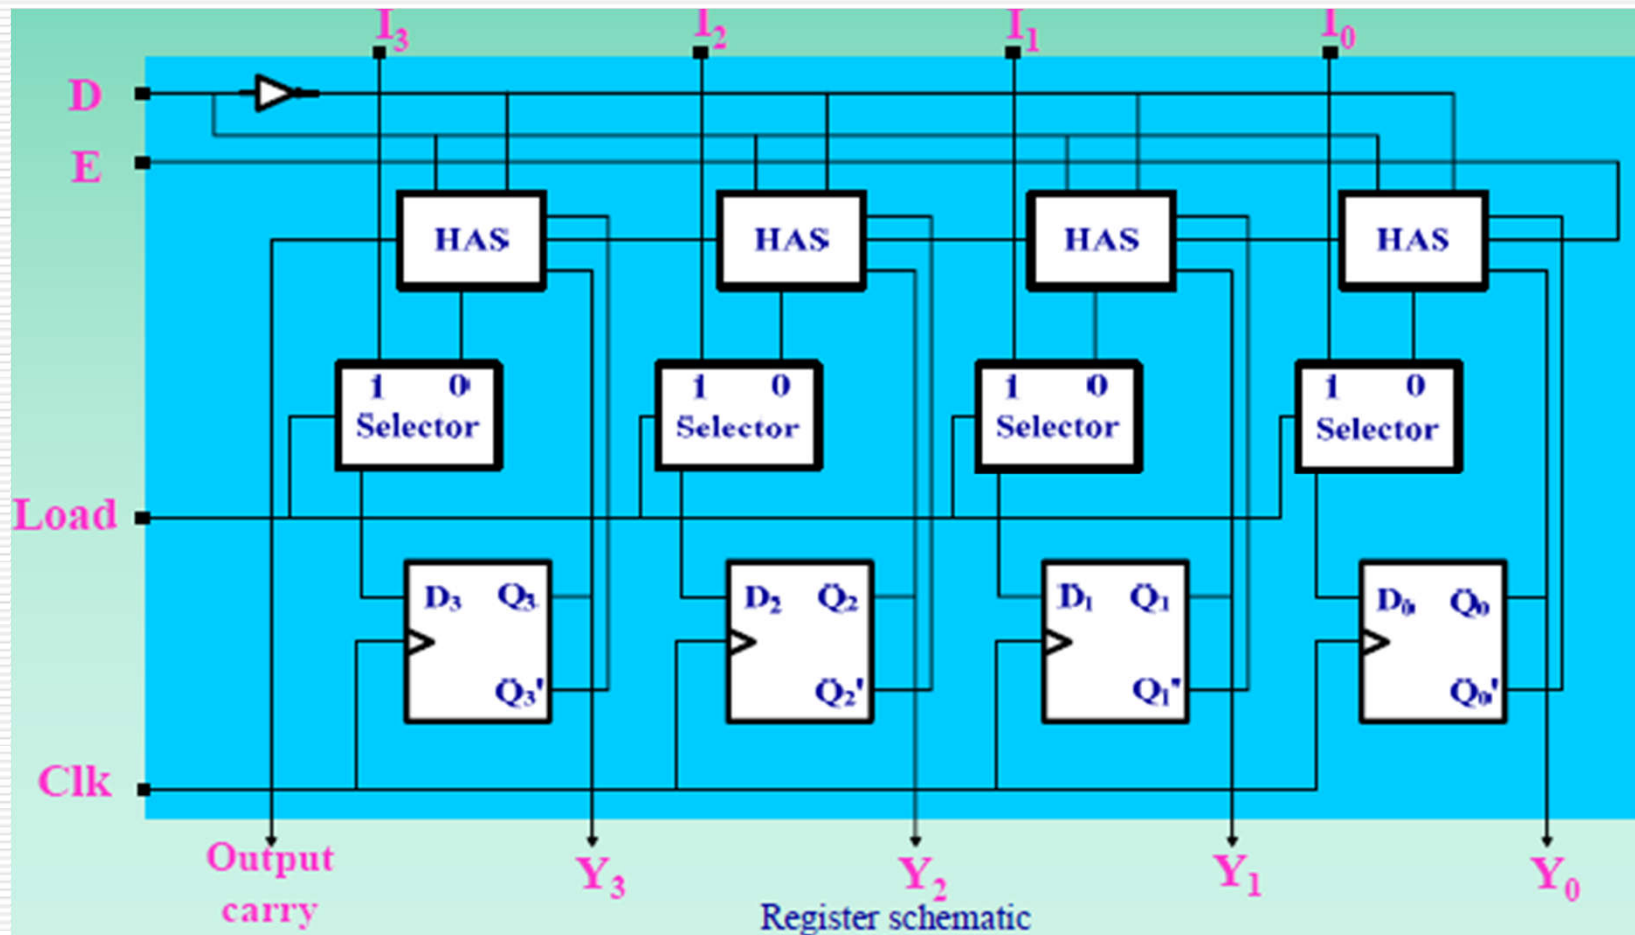 I₃ I₂ I₁ I₀
D
E
HAS HAS HAS HAS
1 0 1 0 1 0 1 0
Selector Selector Selector Selector
Load
D₃ Q₃ D₂ Q₂ D₁ Q₁ D₀ Q₀
Q₃' Q₂' Q₁'' Q₀'
Clk
Output
carry
Y₃ Y₂ Y₁ Y₀
Register schematic